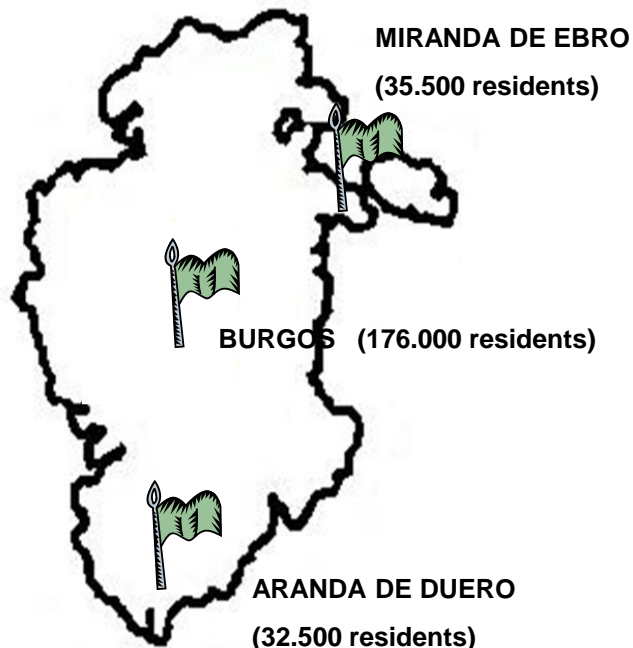 MIRANDA DE EBRO
(35.500 residents)
BURGOS (176.000 residents)
ARANDA DE DUERO
(32.500 residents)